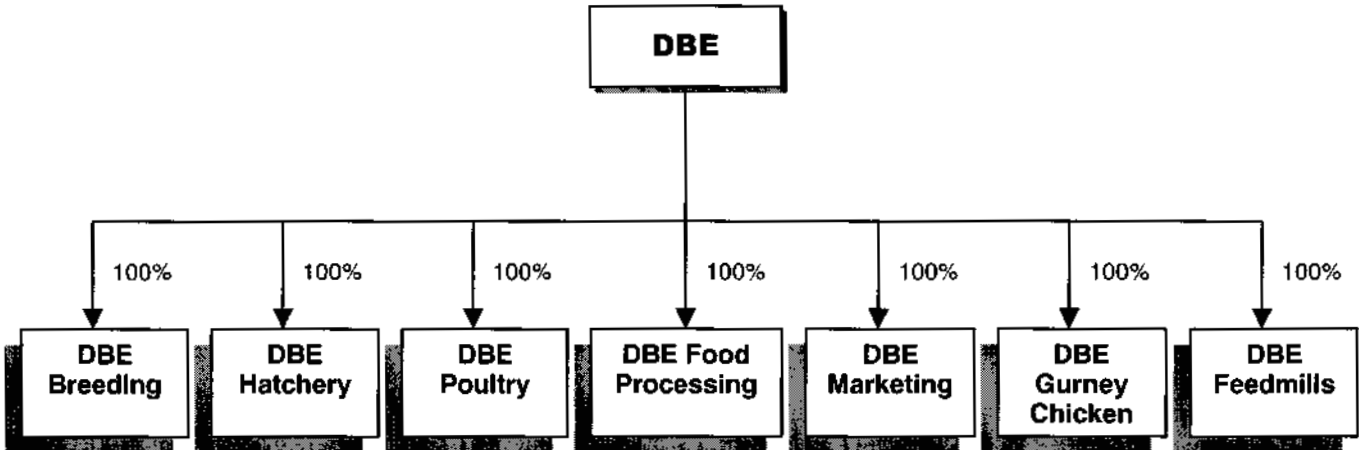 DBE
100%
100%
100%
100%
100%
100%
100%
DBE
Breeding
DBE
Hatchery
DBE
Poultry
DBE Food
Processing
DBE
Marketing
DBE
Gurney
Chicken
DBE
Feedmills